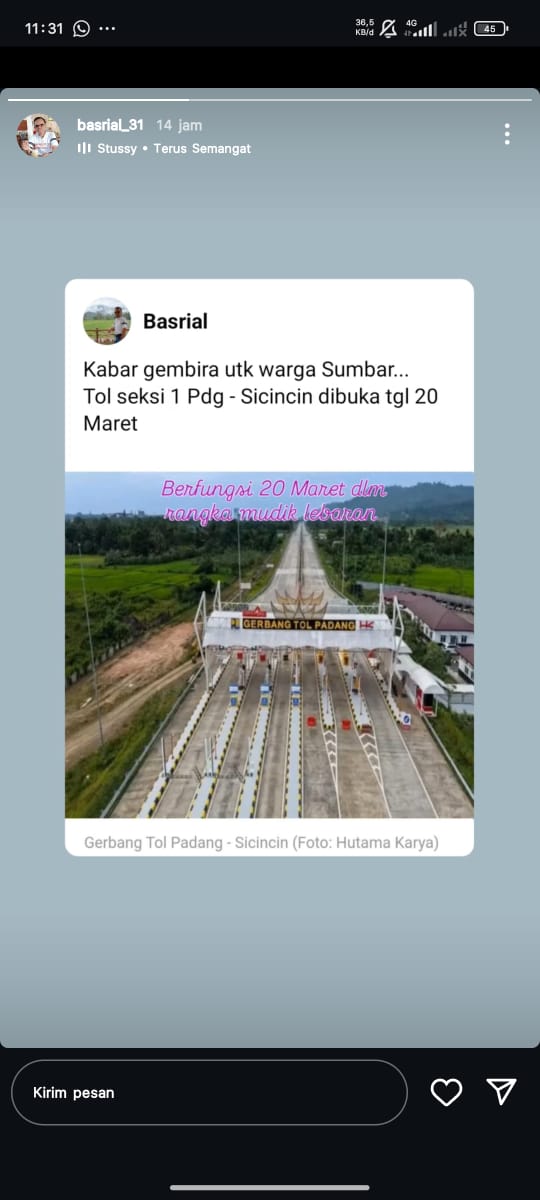 11:31
36,5
KB/d
4G
45
basrial_31 14 jam
Stussy • Terus Semangat
Basrial
Kabar gembira utk warga Sumbar...
Tol seksi 1 Pdg - Sicincin dibuka tgl 20
Maret
Berfungsi 20 Maret dlm
rangka mudik lebaran
GERBANG TOL PADANG HK
Gerbang Tol Padang - Sicincin (Foto: Hutama Karya)
Kirim pesan